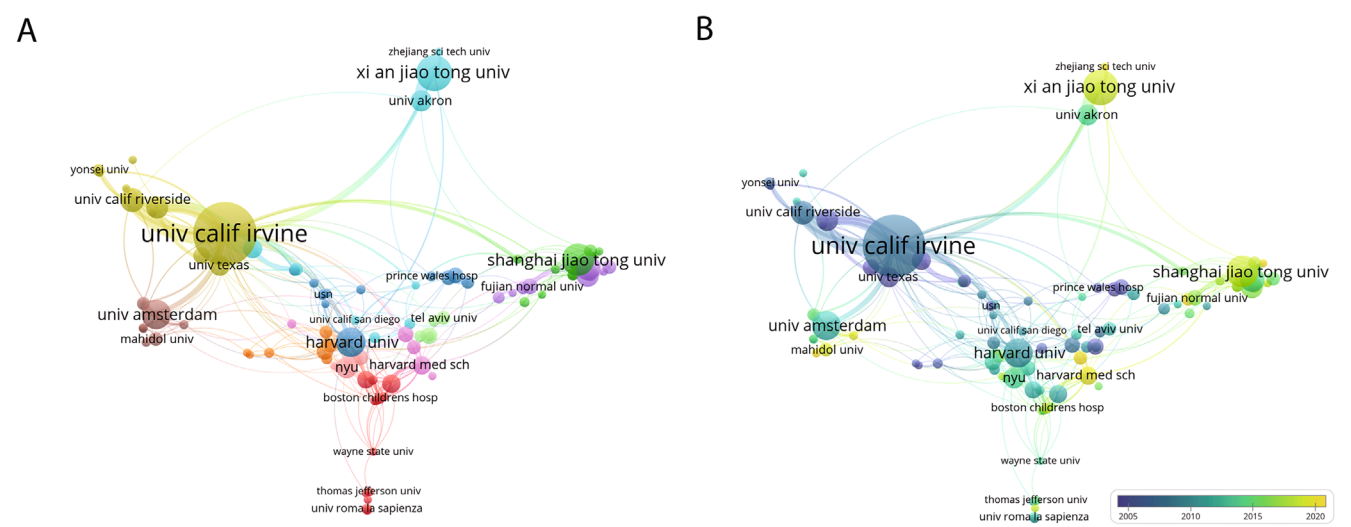 A
zhejiang sci tech univ
xi an jiao tong univ
univ akron
yonsei univ
univ calif riverside
univ calif irvine
univ texas
shanghai jiao tong univ
prince wales hosp
fujian normal univ
usn
univ amsterdam
univ calif san diego
tel aviv univ
mahidol univ
harvard univ
nyu
harvard med sch
boston childrens hosp
wayne state univ
thomas jefferson univ
univ roma la sapienza
B
zhejiang sci tech univ
xi an jiao tong univ
univ akron
yonsei univ
univ calif riverside
univ calif irvine
univ texas
shanghai jiao tong univ
prince wales hosp
fujian normal univ
usn
univ amsterdam
univ calif san diego
tel aviv univ
mahidol univ
harvard univ
nyu
harvard med sch
boston childrens hosp
wayne state univ
thomas jefferson univ
univ roma la sapienza
2005 2010 2015 2020